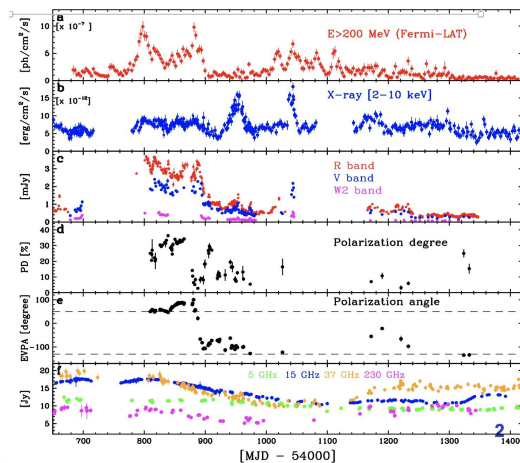 a
[× 10⁻⁷]
E>200 MeV (Fermi-LAT)
10
5
0
[ph/cm²/s]
b
[× 10⁻¹²]
X-ray [2-10 keV]
15
10
5
0
[erg/cm²/s]
c
R band
V band
W2 band
3
2
1
[mJy]
d
Polarization degree
40
30
20
10
0
PD [%]
e
Polarization angle
100
0
-100
EVPA [degree]
f
5 GHz 15 GHz 37 GHz 230 GHz
20
15
10
5
[Jy]
2
700 800 900 1000 1100 1200 1300 1400
[MJD - 54000]